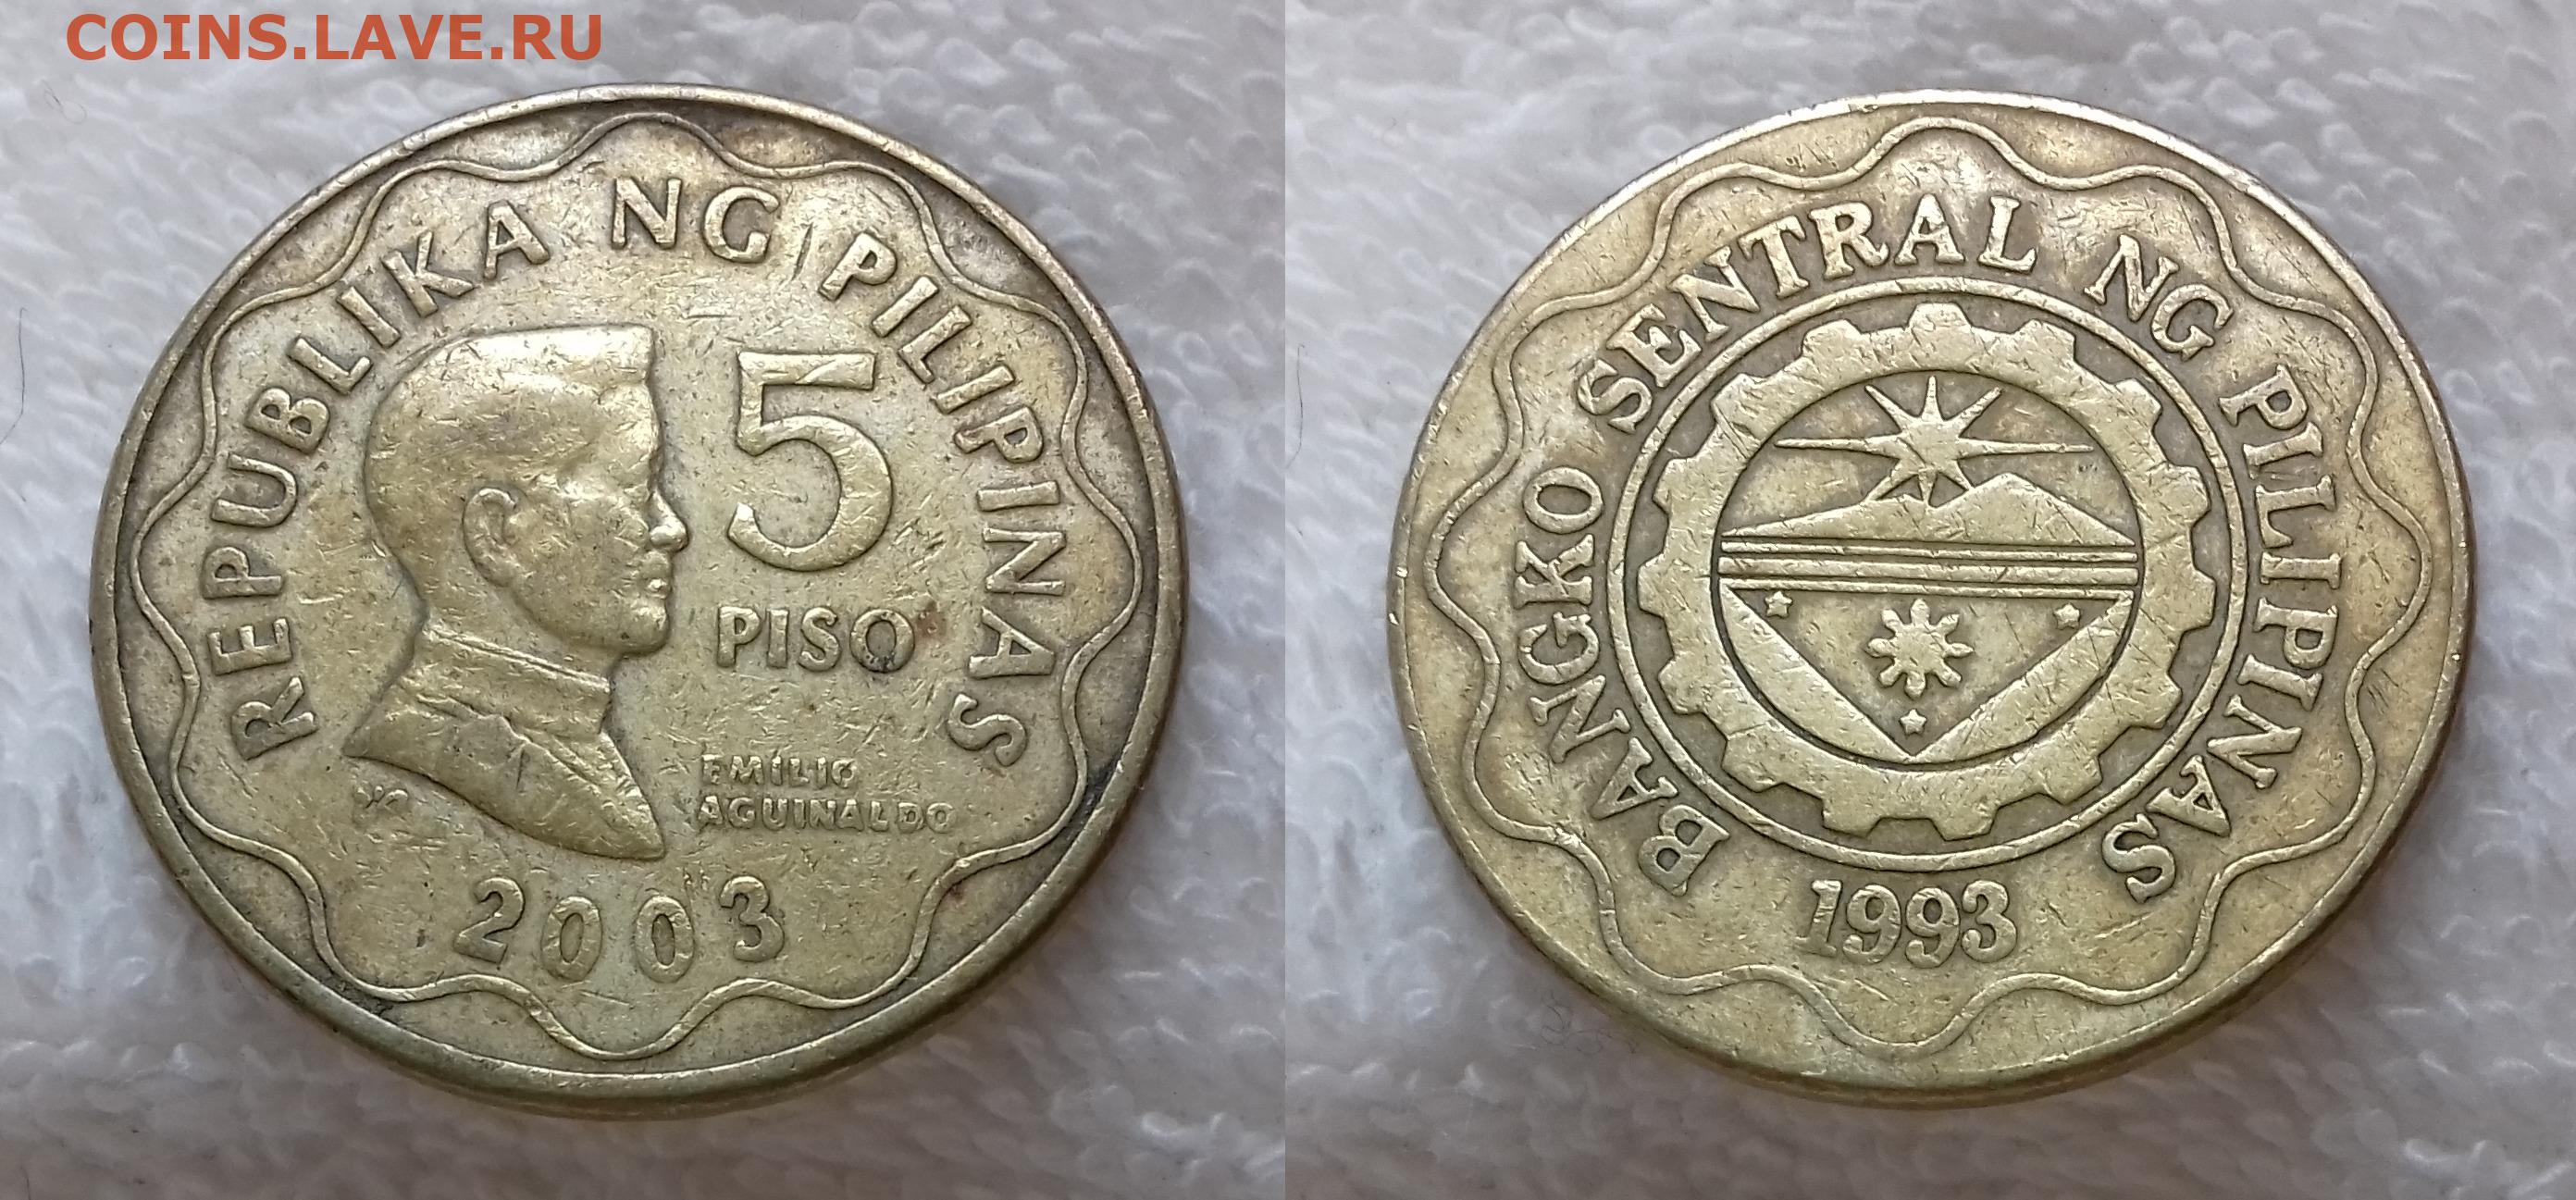 COINS.LAVE.RU
REPUBLIKA NG PILIPINAS
5
PISO
EMILIO
AGUINALDO
2003
BANGKO SENTRAL NG PILIPINAS
1993